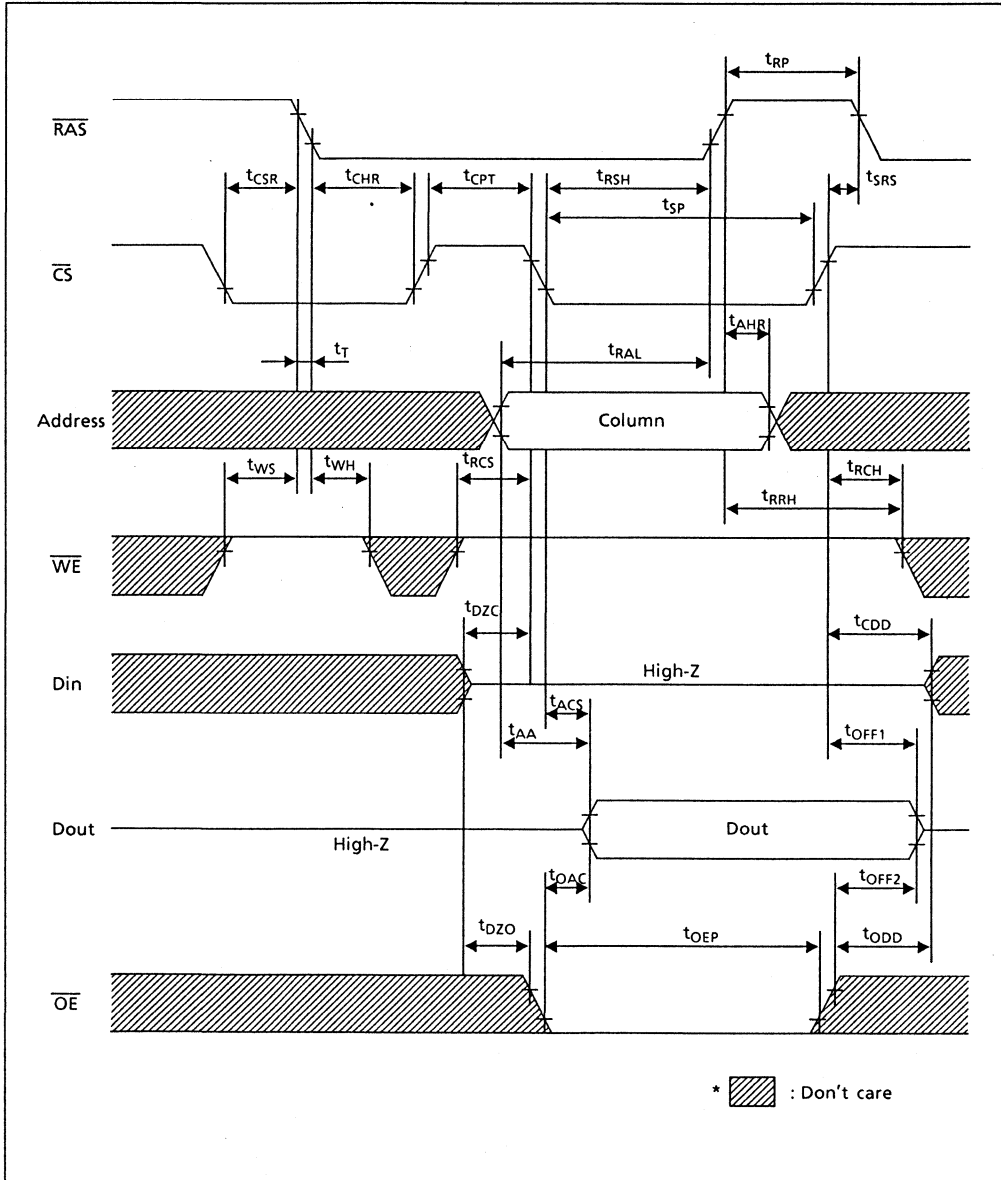 tRP
RAS
tCSR tCHR tCPT tRSH tSRS
tSP
CS
tAHR
tT tRAL
Address Column
tWS tWH tRCS tRCH
tRRH
WE
tDZC tCDD
Din High-Z
tACS
tAA tOFF1
Dout Dout
High-Z
tOAC tOFF2
tDZO tOEP tODD
OE
* : Don't care